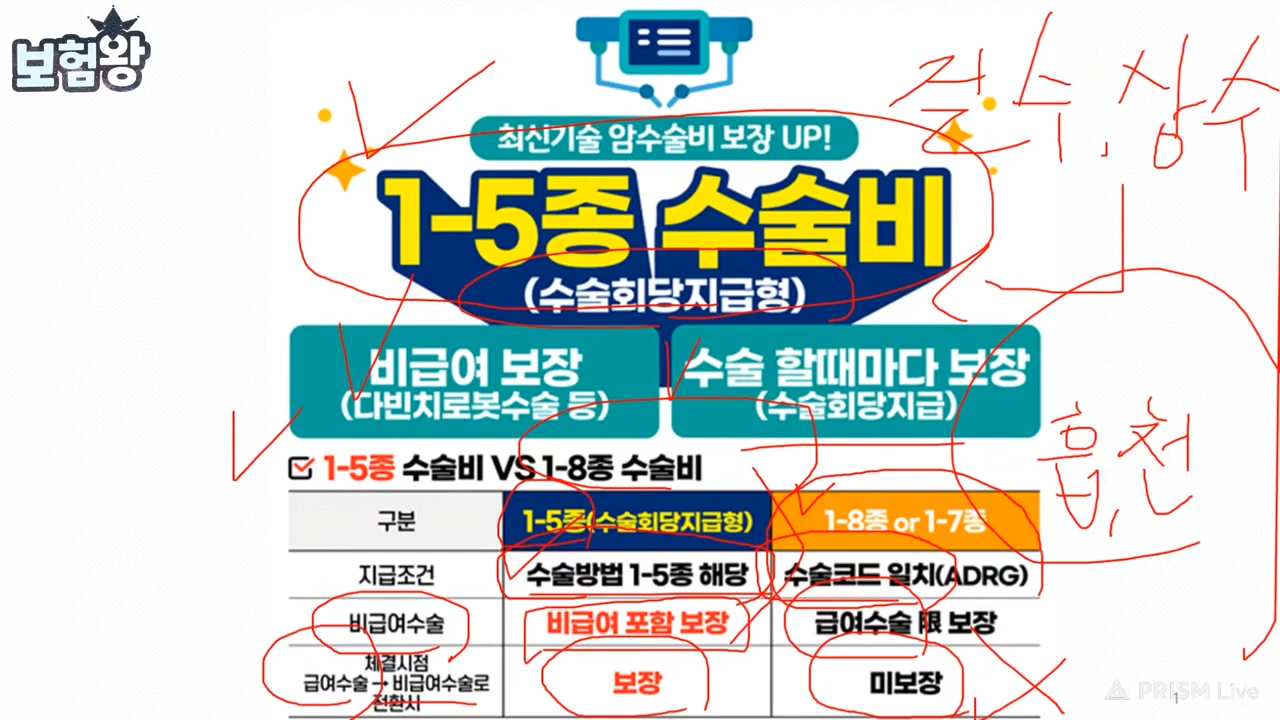 보험왕
질수, 상수
최신기술 암수술비 보장 UP!
1-5종 수술비
(수술회당지급형)
비급여 보장
(다빈치로봇수술 등)
수술 할때마다 보장
(수술회당지급)
흡, 천
1-5종 수술비 VS 1-8종 수술비
구분 1-5종(수술회당지급형) 1-8종 or 1-7종
지급조건 수술방법 1-5종 해당 수술코드 일치(ADRG)
비급여수술 비급여 포함 보장 급여수술 限 보장
체결시점
급여수술→비급여수술로
전환시
보장 미보장
PRISM Live
1